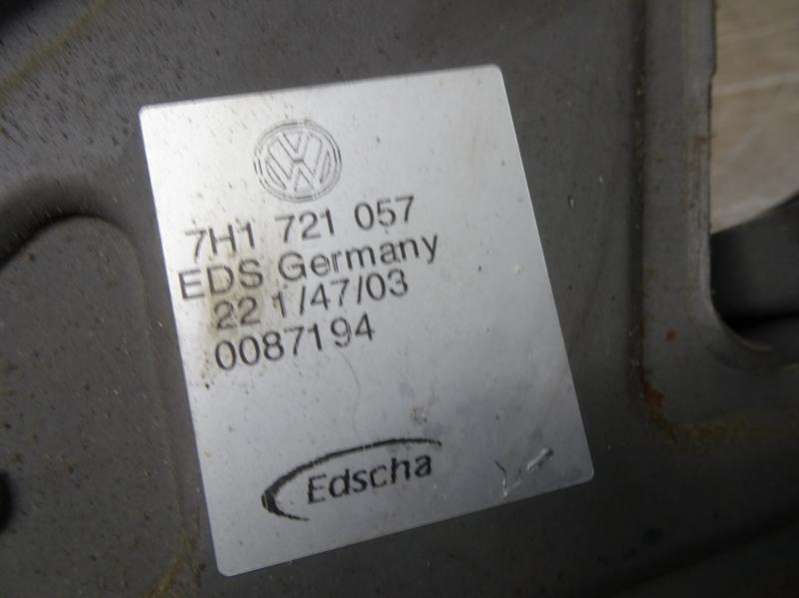 7H1 721 057
EDS Germany
22 1/47/03
0087194
Edscha